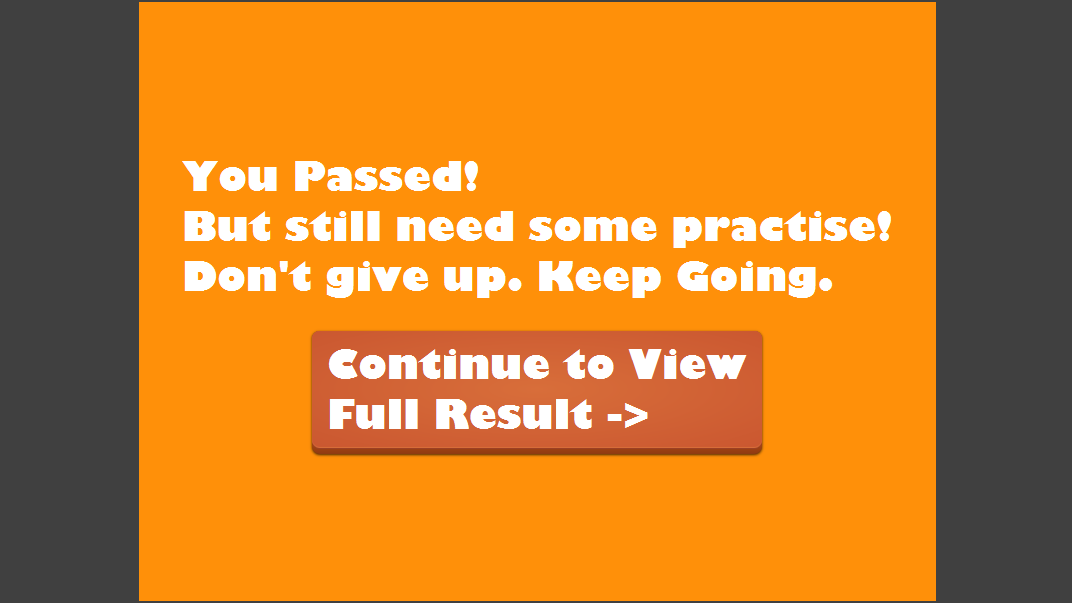 You Passed!
But still need some practise!
Don't give up. Keep Going.
Continue to View
Full Result ->